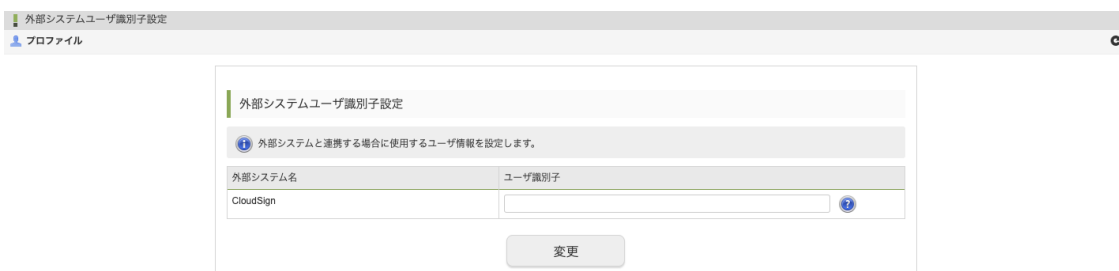 外部システムユーザ識別子設定
プロファイル
外部システムユーザ識別子設定
外部システムと連携する場合に使用するユーザ情報を設定します。
外部システム名 ユーザ識別子
CloudSign
変更